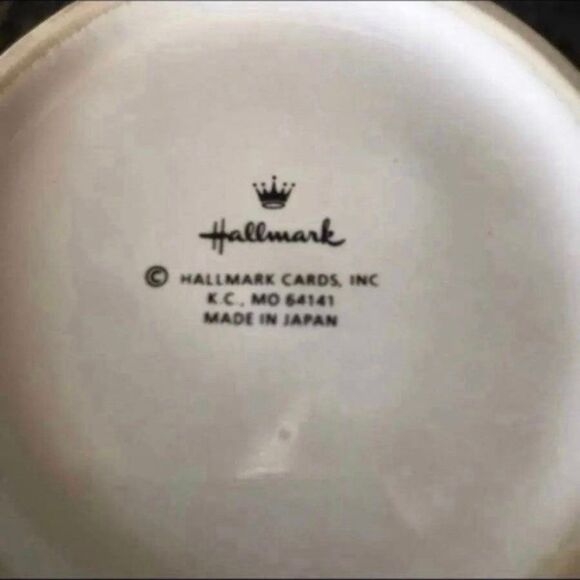 Hallmark
© HALLMARK CARDS, INC
K.C., MO 64141
MADE IN JAPAN